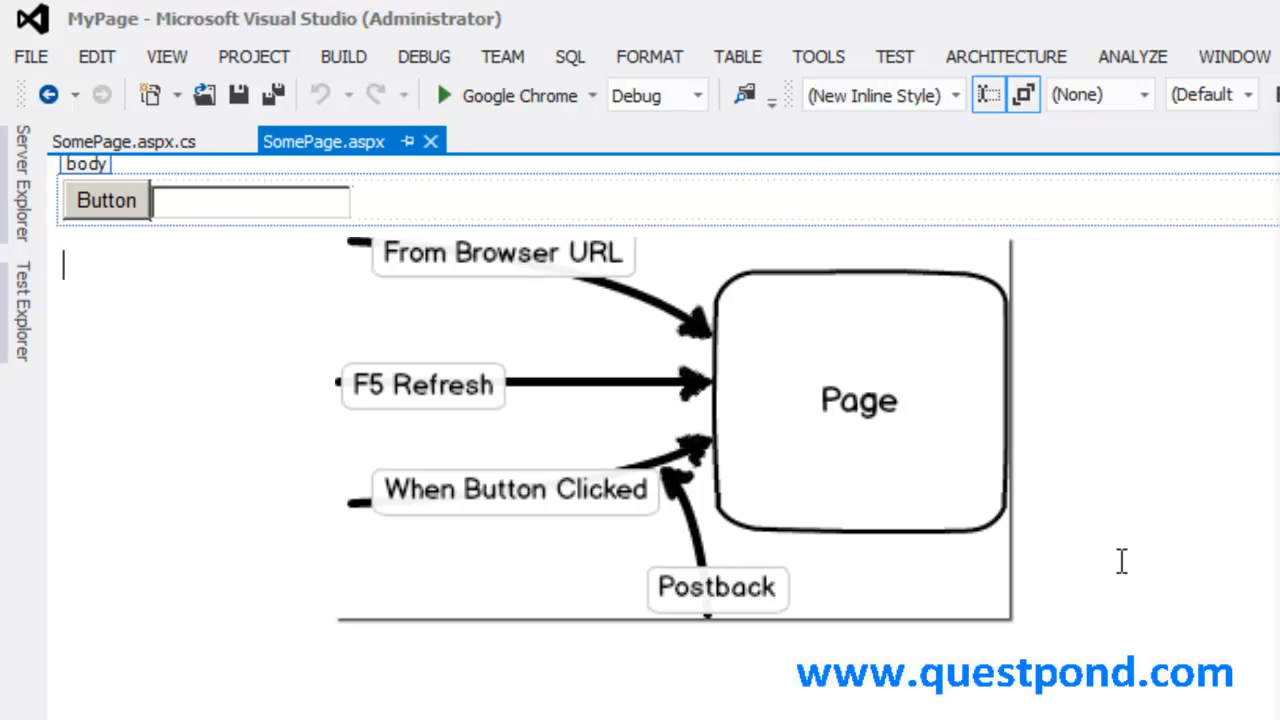 MyPage - Microsoft Visual Studio (Administrator)
FILE EDIT VIEW PROJECT BUILD DEBUG TEAM SQL FORMAT TABLE TOOLS TEST ARCHITECTURE ANALYZE WINDOW
Google Chrome Debug (New Inline Style) (None) (Default
SomePage.aspx.cs SomePage.aspx
Server Explorer
Test Explorer
body
Button
From Browser URL
F5 Refresh
Page
When Button Clicked
Postback
www.questpond.com